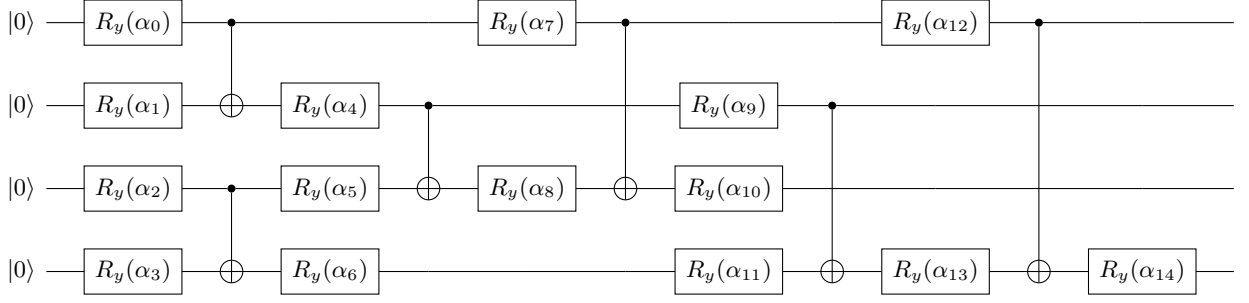 |0⟩ R_y(α_0) R_y(α_7) R_y(α_12)
|0⟩ R_y(α_1) R_y(α_4) R_y(α_9)
|0⟩ R_y(α_2) R_y(α_5) R_y(α_8) R_y(α_10)
|0⟩ R_y(α_3) R_y(α_6) R_y(α_11) R_y(α_13) R_y(α_14)